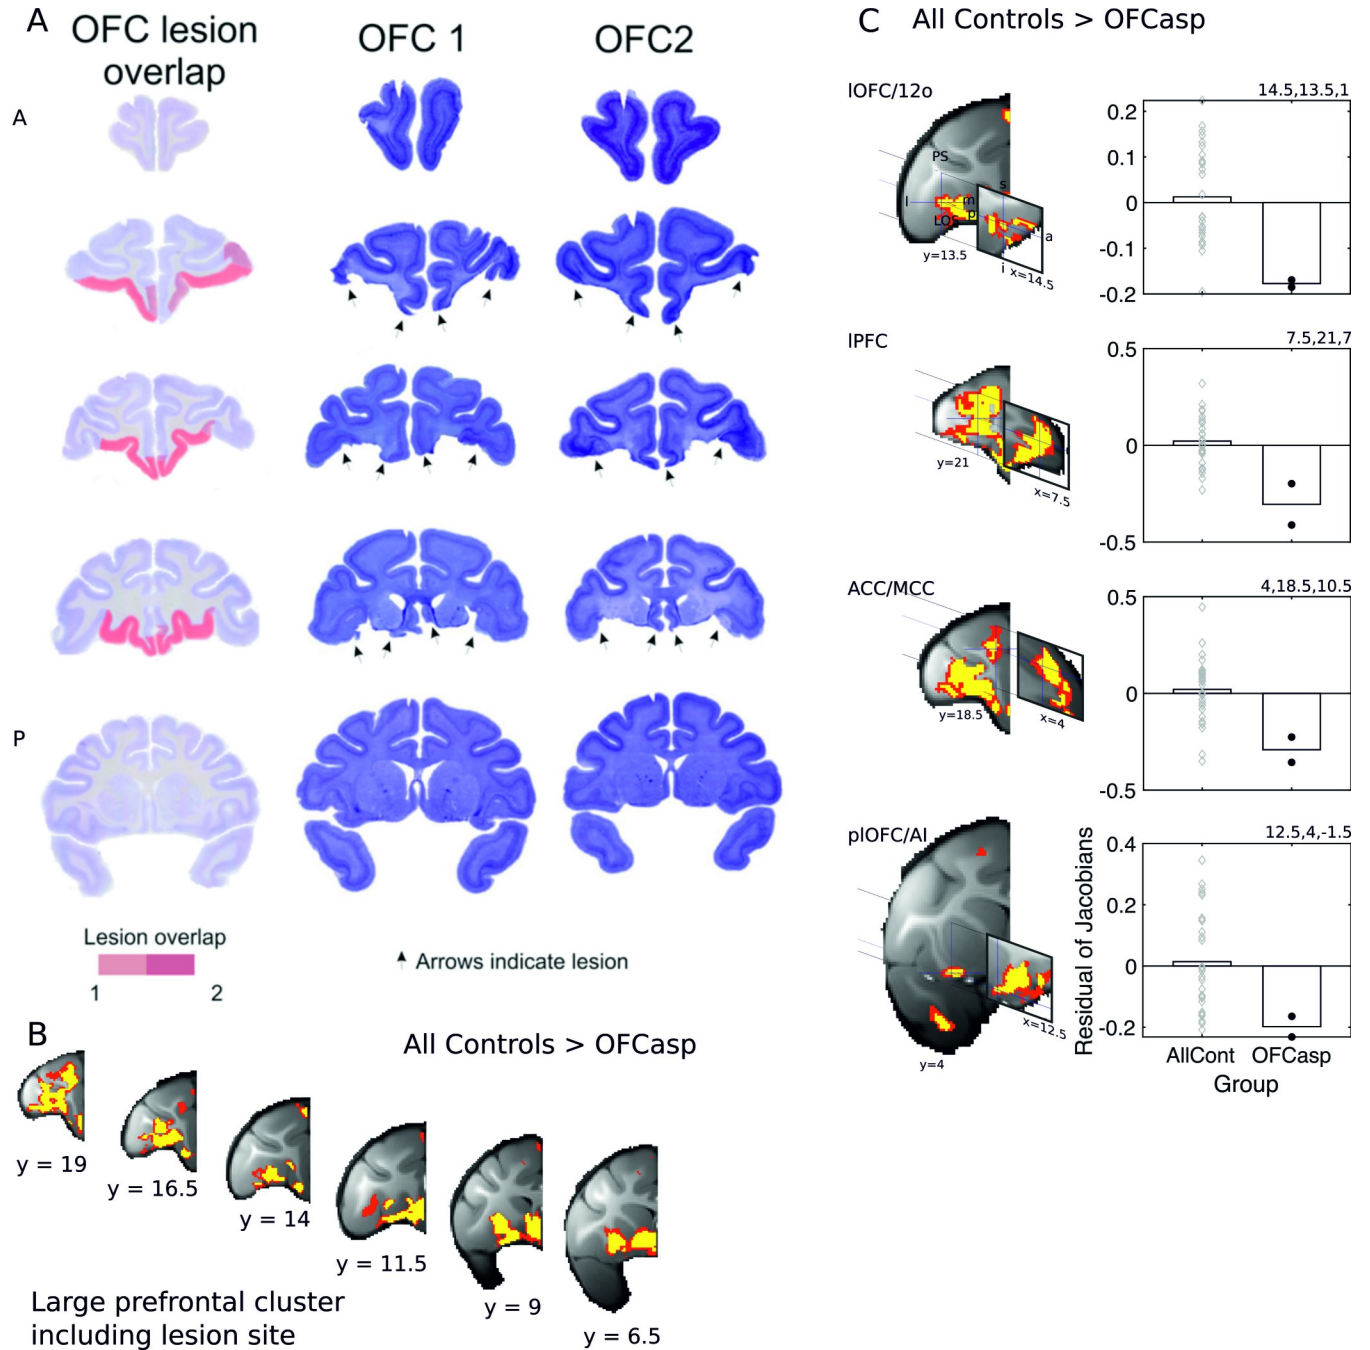 A
OFC lesion
overlap
OFC 1
OFC2
A
P
Lesion overlap
1
2
Arrows indicate lesion
B
All Controls > OFCasp
y = 19
y = 16.5
y = 14
y = 11.5
y = 9
y = 6.5
Large prefrontal cluster
including lesion site
C
All Controls > OFCasp
lOFC/12o
14.5,13.5,1
PS
s
l
m
p
LOS
a
i
y=13.5
x=14.5
0.2
0.1
0
-0.1
-0.2
lPFC
7.5,21,7
y=21
x=7.5
0.5
0
-0.5
ACC/MCC
4,18.5,10.5
y=18.5
x=4
0.5
0
-0.5
plOFC/AI
12.5,4,-1.5
y=4
x=12.5
Residual of Jacobians
0.4
0.2
0
-0.2
AllCont
OFCasp
Group